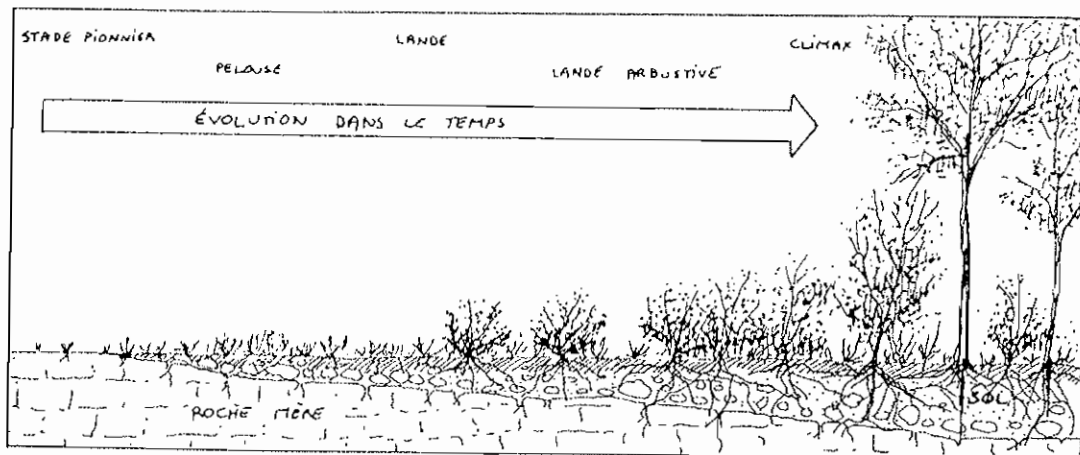 STADE PIONNIER
LANDE
CLIMAX
PELOUSE
LANDE ARBUSTIVE
ÉVOLUTION DANS LE TEMPS
SOL
ROCHE MÈRE